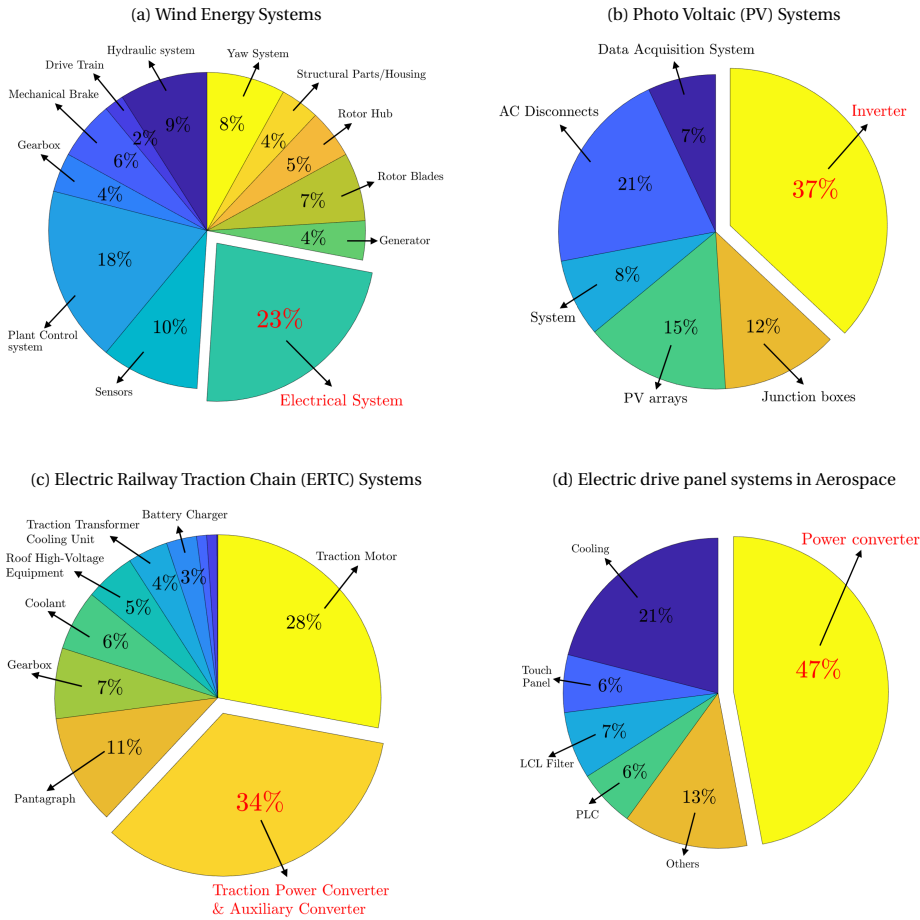 (a) Wind Energy Systems
Hydraulic system
Yaw System
Drive Train
Structural Parts/Housing
Mechanical Brake
Rotor Hub
Gearbox
Rotor Blades
Generator
Plant Control
system
Sensors
Electrical System
9%
8%
2%
4%
6%
5%
4%
7%
4%
18%
10%
23%
(b) Photo Voltaic (PV) Systems
Data Acquisition System
AC Disconnects
Inverter
7%
21%
37%
8%
System
15%
12%
PV arrays
Junction boxes
(c) Electric Railway Traction Chain (ERTC) Systems
Battery Charger
Traction Transformer
Cooling Unit
Roof High-Voltage
Equipment
Traction Motor
Coolant
Gearbox
Pantagraph
3%
4%
5%
28%
6%
7%
11%
34%
Traction Power Converter
& Auxiliary Converter
(d) Electric drive panel systems in Aerospace
Power converter
Cooling
21%
47%
Touch
Panel
6%
7%
LCL Filter
6%
PLC
13%
Others